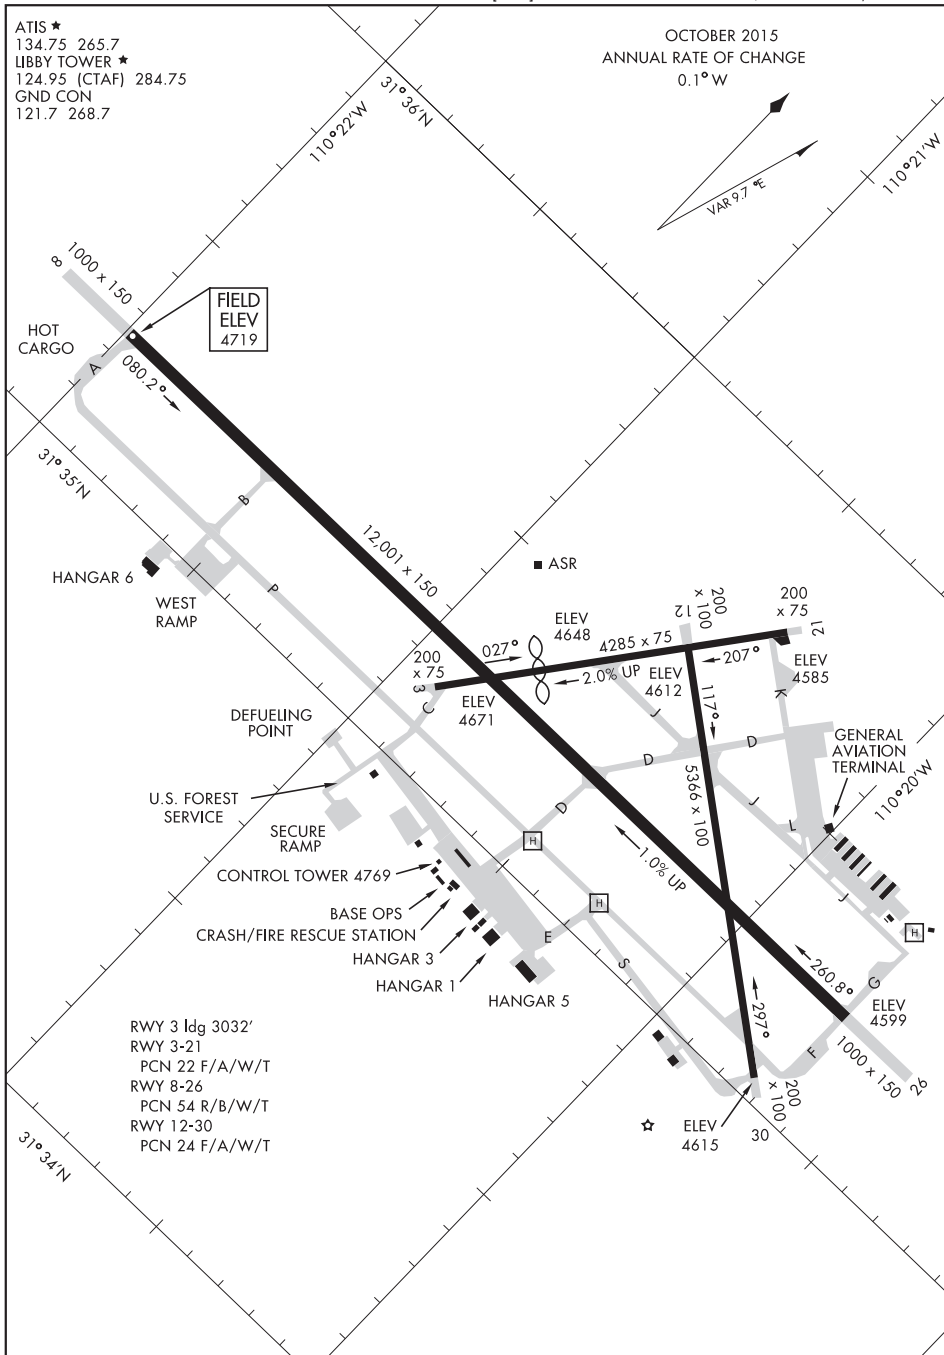 ATIS ★
134.75 265.7
LIBBY TOWER ★
124.95 (CTAF) 284.75
GND CON
121.7 268.7
OCTOBER 2015
ANNUAL RATE OF CHANGE
0.1° W
VAR 9.7 °E
31°36'N
110°22'W
110°21'W
8
1000 x 150
FIELD
ELEV
4719
HOT
CARGO
A
080.2°
31°35'N
B
12,001 x 150
ASR
HANGAR 6
WEST
RAMP
P
200
x 75
3
027°
ELEV
4648
4285 x 75
2.0% UP
12
200
x 100
200
x 75
21
207°
ELEV
4585
ELEV
4612
ELEV
4671
C
117°
J
K
DEFUELING
POINT
D
D
D
GENERAL
AVIATION
TERMINAL
110°20'W
5366 x 100
J
L
U.S. FOREST
SERVICE
SECURE
RAMP
H
1.0% UP
CONTROL TOWER 4769
BASE OPS
CRASH/FIRE RESCUE STATION
HANGAR 3
HANGAR 1
HANGAR 5
H
E
S
J
H
260.8°
G
ELEV
4599
297°
F
1000 x 150
26
200
x 100
ELEV
4615
30
RWY 3 ldg 3032'
RWY 3-21
PCN 22 F/A/W/T
RWY 8-26
PCN 54 R/B/W/T
RWY 12-30
PCN 24 F/A/W/T
31°34'N